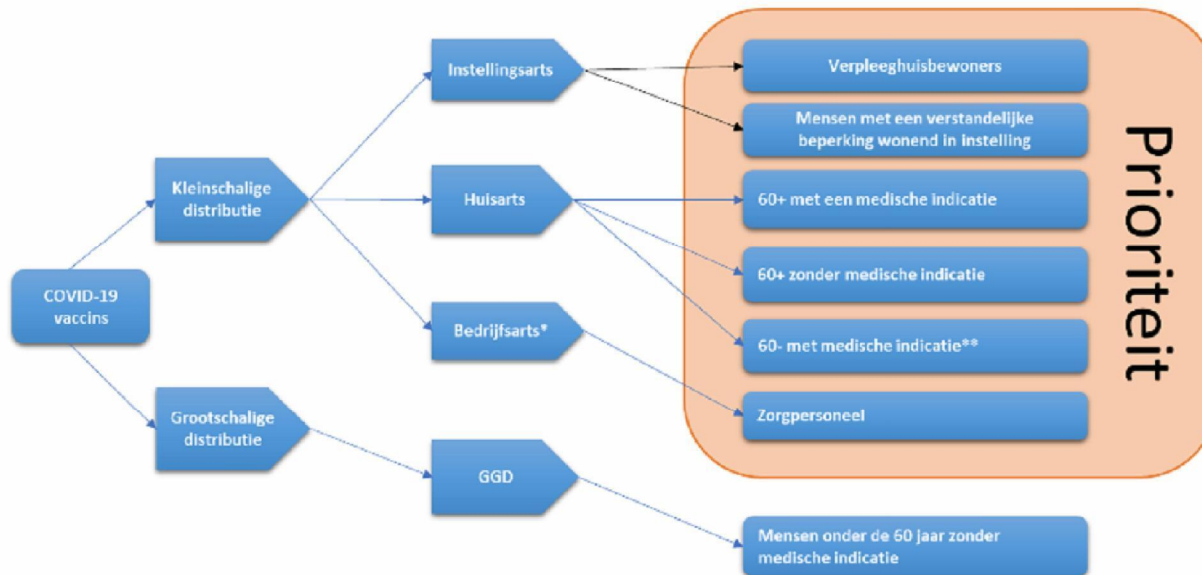 COVID-19
vaccins
Kleinschalige
distributie
Grootschalige
distributie
Instellingsarts
Huisarts
Bedrijfsarts*
GGD
Verpleeghuisbewoners
Mensen met een verstandelijke
beperking wonend in instelling
60+ met een medische indicatie
60+ zonder medische indicatie
60- met medische indicatie**
Zorgpersoneel
Mensen onder de 60 jaar zonder
medische indicatie
Prioriteit